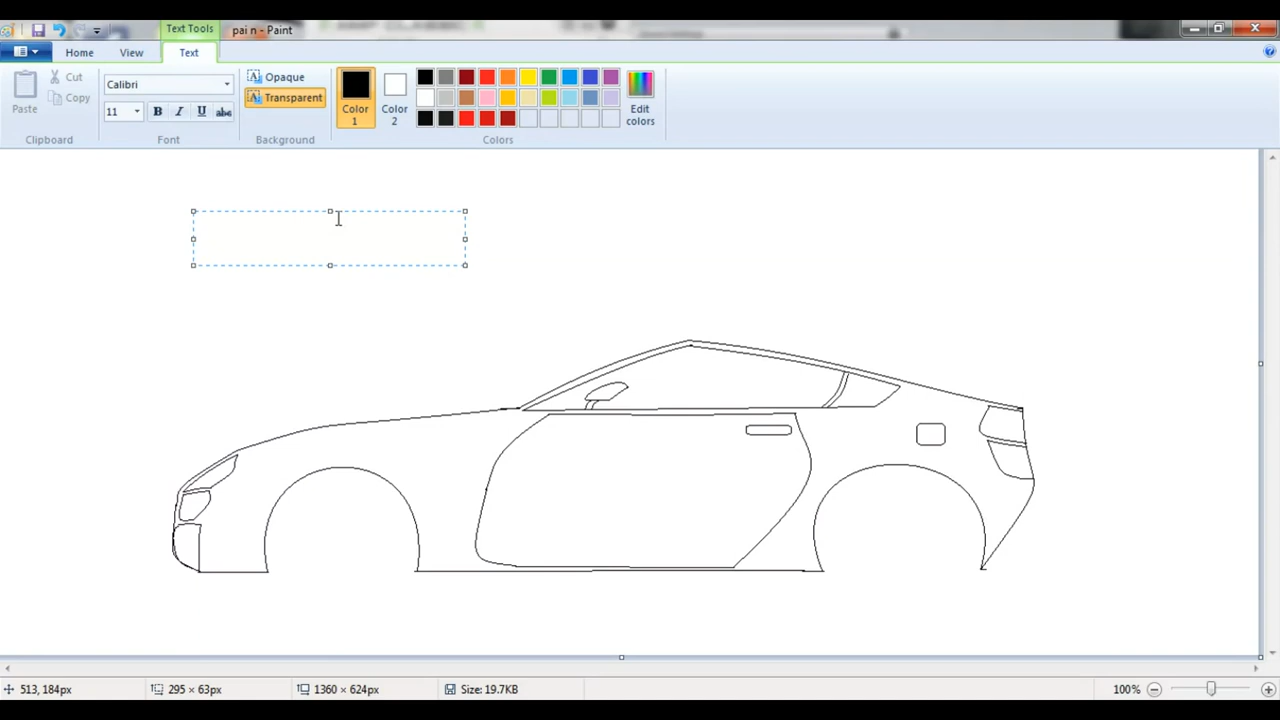 Text Tools
pai n - Paint
Home
View
Text
Paste
Cut
Copy
Clipboard
Calibri
11
B I U abc
Font
Opaque
Transparent
Background
Color 1
Color 2
Edit colors
Colors
513, 184px
295 × 63px
1360 × 624px
Size: 19.7KB
100%